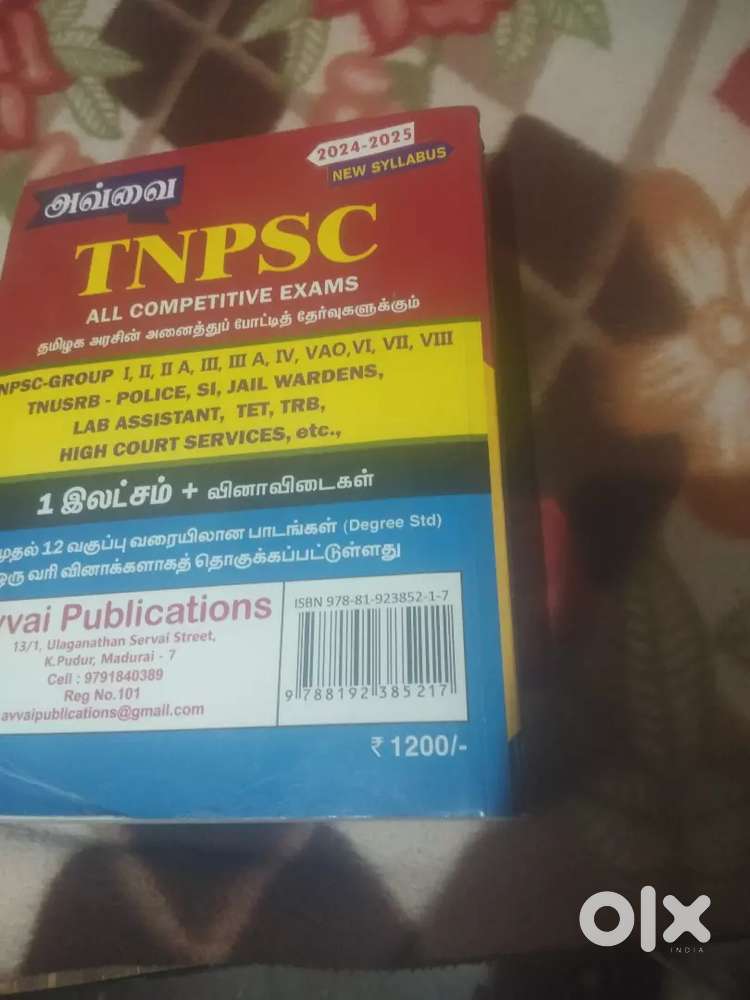 2024-2025
NEW SYLLABUS
அவ்வை
TNPSC
ALL COMPETITIVE EXAMS
தமிழக அரசின் அனைத்துப் போட்டித் தேர்வுகளுக்கும்
NPSC-GROUP I, II, II A, III, III A, IV, VAO,VI, VII, VIII
TNUSRB - POLICE, SI, JAIL WARDENS,
LAB ASSISTANT, TET, TRB,
HIGH COURT SERVICES, etc.,
1 இலட்சம் + வினாவிடைகள்
முதல் 12 வகுப்பு வரையிலான பாடங்கள் (Degree Std)
ஒரு வரி வினாக்களாகத் தொகுக்கப்பட்டுள்ளது
vvai Publications
13/1, Ulaganathan Servai Street,
K.Pudur, Madurai - 7
Cell : 9791840389
Reg No.101
avvaipublications@gmail.com
ISBN 978-81-923852-1-7
9 788192 385217
₹ 1200/-
olx
INDIA